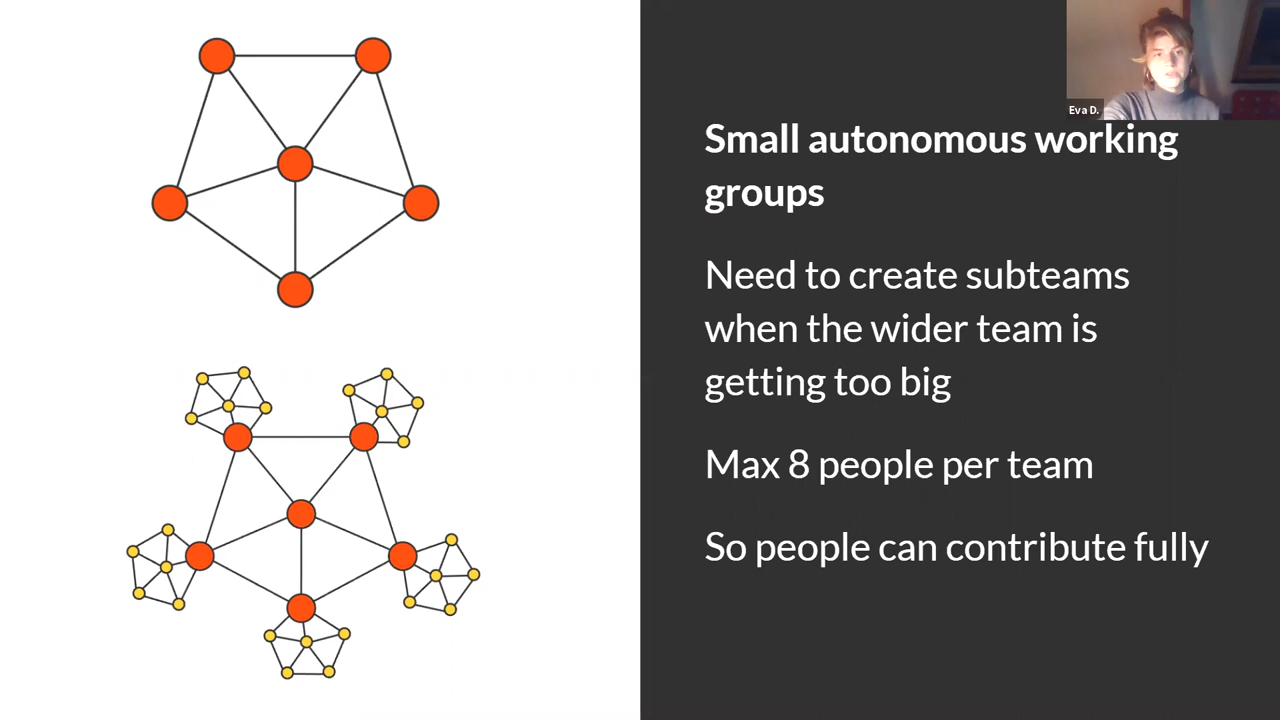 Eva D.
Small autonomous working
groups
Need to create subteams
when the wider team is
getting too big
Max 8 people per team
So people can contribute fully